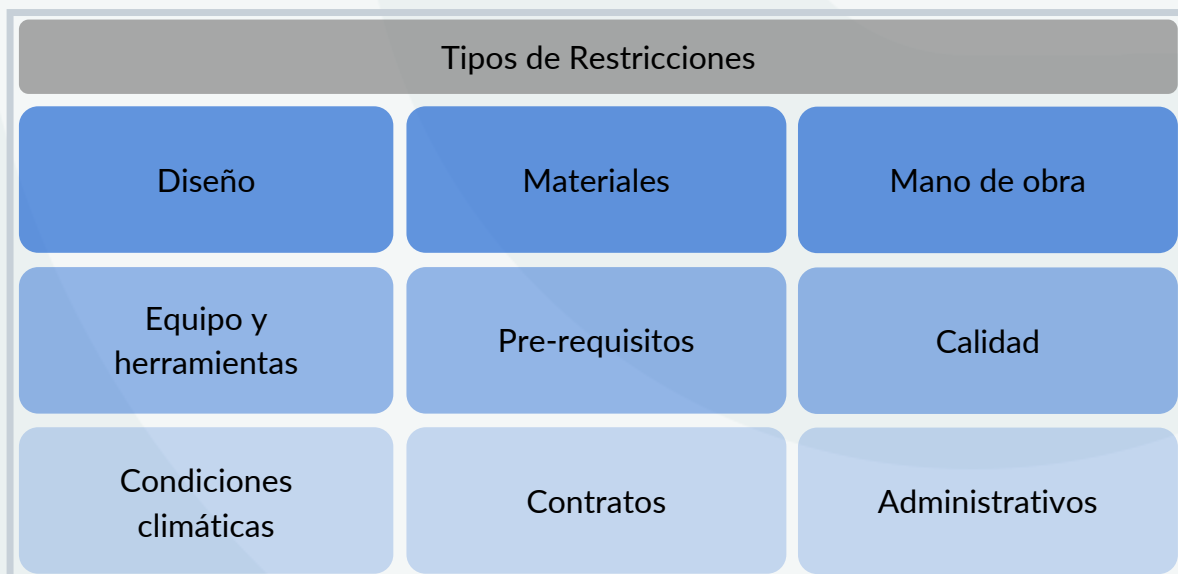 Tipos de Restricciones
Diseño
Materiales
Mano de obra
Equipo y
herramientas
Pre-requisitos
Calidad
Condiciones
climáticas
Contratos
Administrativos